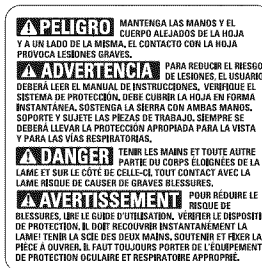 PELIGRO MANTENGA LAS MANOS Y EL
CUERPO ALEJADOS DE LA HOJA
Y A UN LADO DE LA MISMA, EL CONTACTO CON LA HOJA
PROVOCA LESIONES GRAVES.
ADVERTENCIA PARA REDUCIR EL RIESGO
DE LESIONES, EL USUARIO
DEBERÁ LEER EL MANUAL DE INSTRUCCIONES. VERIFIQUE EL
SISTEMA DE PROTECCIÓN, DEBE CUBRIR LA HOJA EN FORMA
INSTANTÁNEA. SOSTENGA LA SIERRA CON AMBAS MANOS.
SOPORTE Y SUJETE LAS PIEZAS DE TRABAJO. SIEMPRE SE
DEBERÁ LLEVAR LA PROTECCIÓN APROPIADA PARA LA VISTA
Y PARA LAS VÍAS RESPIRATORIAS.
DANGER TENIR LES MAINS ET TOUTE AUTRE
PARTIE DU CORPS ÉLOIGNÉES DE LA
LAME ET SUR LE CÔTÉ DE CELLE-CI, TOUT CONTACT AVEC LA
LAME RISQUE DE CAUSER DE GRAVES BLESSURES.
AVERTISSEMENT POUR RÉDUIRE LE
RISQUE DE
BLESSURES, LIRE LE GUIDE D'UTILISATION. VÉRIFIER LE DISPOSITI
DE PROTECTION. IL DOIT RECOUVRIR INSTANTANÉMENT LA
LAME! TENIR LA SCIE DES DEUX MAINS, SOUTENIR ET FIXER LA
PIÈCE À OUVRER, IL FAUT TOUJOURS PORTER DE L'ÉQUIPEMENT
DE PROTECTION OCULAIRE ET RESPIRATOIRE APPROPRIÉ.